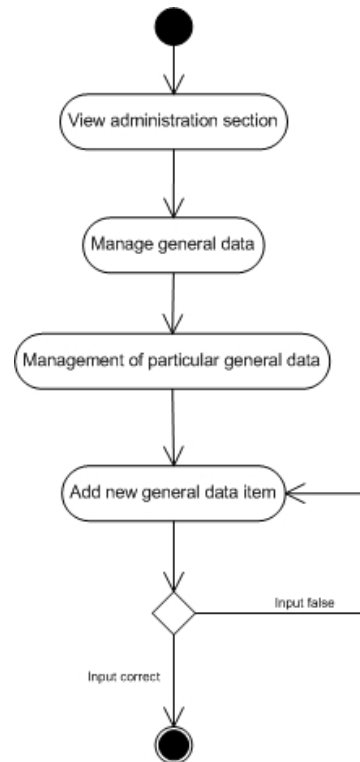 View administration section
Manage general data
Management of particular general data
Add new general data item
Input false
Input correct